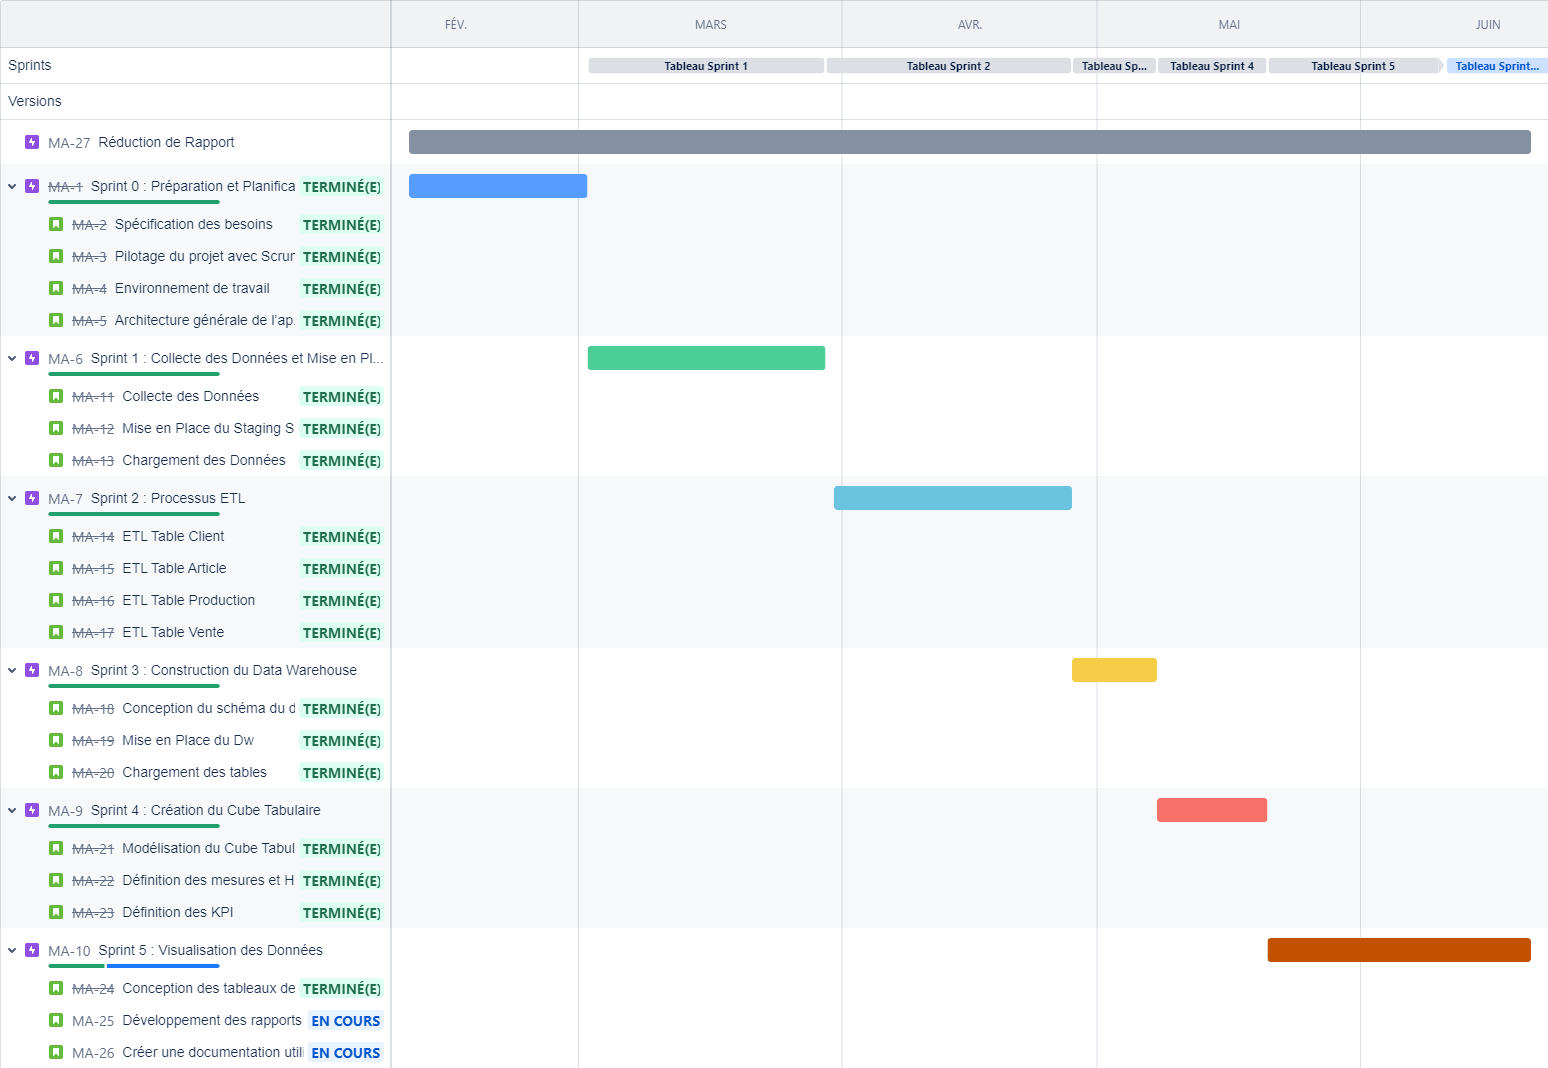 FÉV. MARS AVR. MAI JUIN
Sprints Tableau Sprint 1 Tableau Sprint 2 Tableau Sp... Tableau Sprint 4 Tableau Sprint 5 Tableau Sprint...
Versions
MA-27 Réduction de Rapport
MA-1 Sprint 0 : Préparation et Planifica TERMINÉ(E)
MA-2 Spécification des besoins TERMINÉ(E)
MA-3 Pilotage du projet avec Scrur TERMINÉ(E)
MA-4 Environnement de travail TERMINÉ(E)
MA-5 Architecture générale de l'ap. TERMINÉ(E)
MA-6 Sprint 1 : Collecte des Données et Mise en Pl...
MA-11 Collecte des Données TERMINÉ(E)
MA-12 Mise en Place du Staging S TERMINÉ(E)
MA-13 Chargement des Données TERMINÉ(E)
MA-7 Sprint 2 : Processus ETL
MA-14 ETL Table Client TERMINÉ(E)
MA-15 ETL Table Article TERMINÉ(E)
MA-16 ETL Table Production TERMINÉ(E)
MA-17 ETL Table Vente TERMINÉ(E)
MA-8 Sprint 3 : Construction du Data Warehouse
MA-18 Conception du schéma du d TERMINÉ(E)
MA-19 Mise en Place du Dw TERMINÉ(E)
MA-20 Chargement des tables TERMINÉ(E)
MA-9 Sprint 4 : Création du Cube Tabulaire
MA-21 Modélisation du Cube Tabul TERMINÉ(E)
MA-22 Définition des mesures et H TERMINÉ(E)
MA-23 Définition des KPI TERMINÉ(E)
MA-10 Sprint 5 : Visualisation des Données
MA-24 Conception des tableaux de TERMINÉ(E)
MA-25 Développement des rapports EN COURS
MA-26 Créer une documentation utili EN COURS